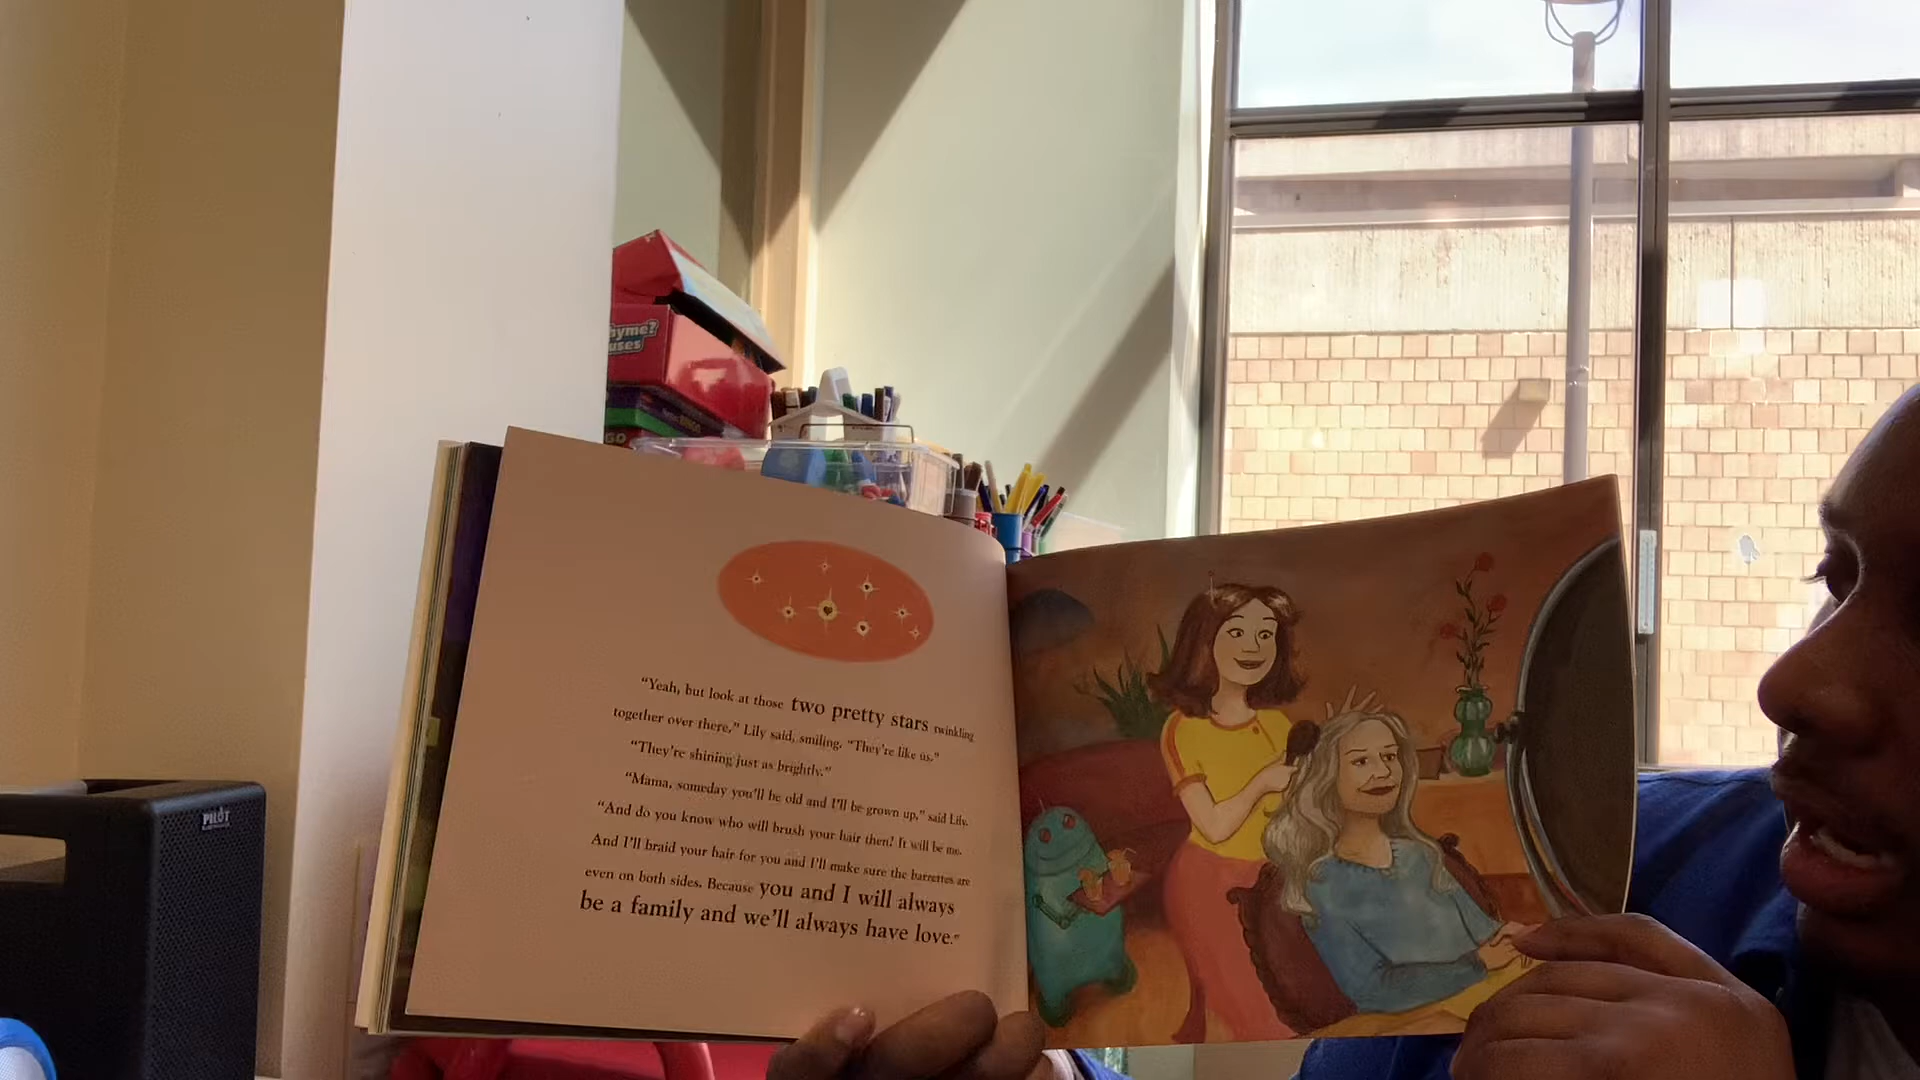 hyme?
uses
GO
PILOT
"Yeah, but look at those two pretty stars twinkling
together over there," Lily said, smiling. "They're like us."
"They're shining just as brightly."
"Mama, someday you'll be old and I'll be grown up," said Lily.
"And do you know who will brush your hair then? It will be me.
And I'll braid your hair for you and I'll make sure the barrettes are
even on both sides. Because you and I will always
be a family and we'll always have love."